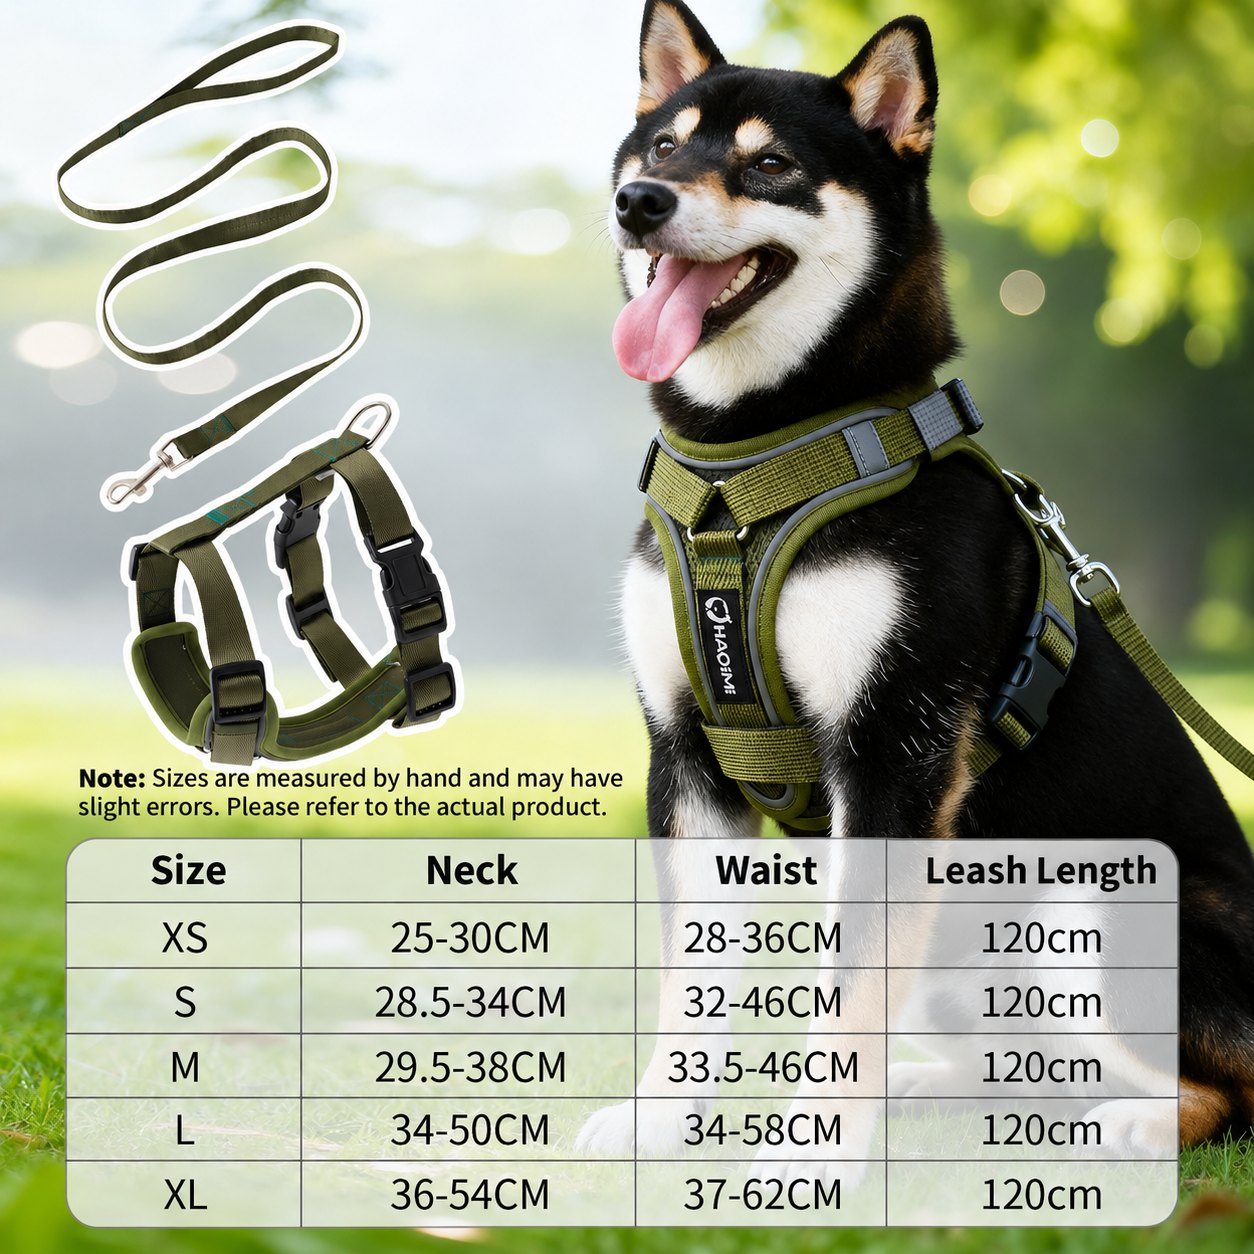 HAOiMi
Note: Sizes are measured by hand and may have
slight errors. Please refer to the actual product.
Size Neck Waist Leash Length
XS 25-30CM 28-36CM 120cm
S 28.5-34CM 32-46CM 120cm
M 29.5-38CM 33.5-46CM 120cm
L 34-50CM 34-58CM 120cm
XL 36-54CM 37-62CM 120cm